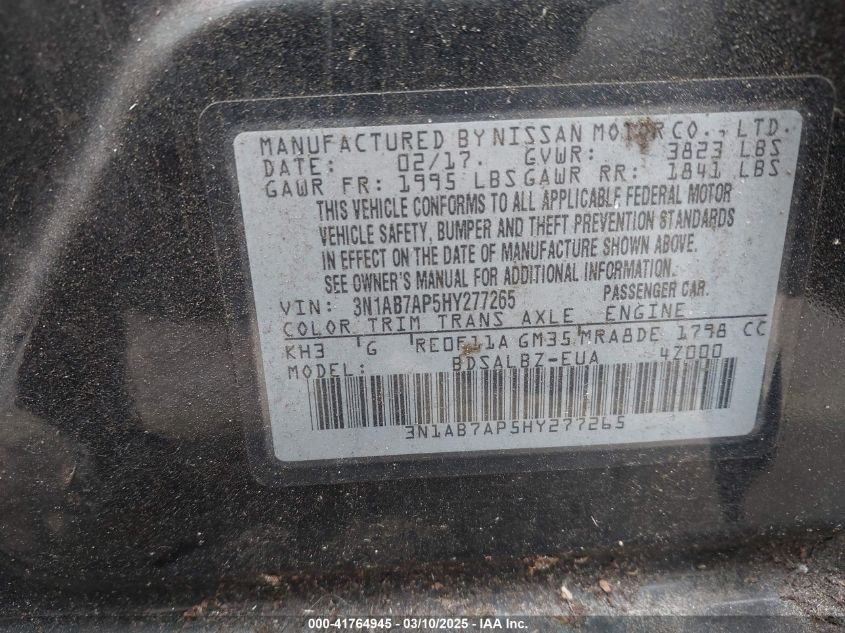 MANUFACTURED BY NISSAN MOTOR CO., LTD.
DATE: 02/17. GVWR: 3823 LBS
GAWR FR: 1995 LBS GAWR RR: 1841 LBS
THIS VEHICLE CONFORMS TO ALL APPLICABLE FEDERAL MOTOR
VEHICLE SAFETY, BUMPER AND THEFT PREVENTION STANDARDS
IN EFFECT ON THE DATE OF MANUFACTURE SHOWN ABOVE.
SEE OWNER'S MANUAL FOR ADDITIONAL INFORMATION.
VIN: 3N1AB7AP5HY277265 PASSENGER CAR.
COLOR TRIM TRANS AXLE ENGINE
KH3 G RE0F11A GM35 MRA8DE 1798 CC
MODEL: BDSALBZ-EUA 4Z000
3N1AB7AP5HY277265
000-41764945 - 03/10/2025 - IAA Inc.